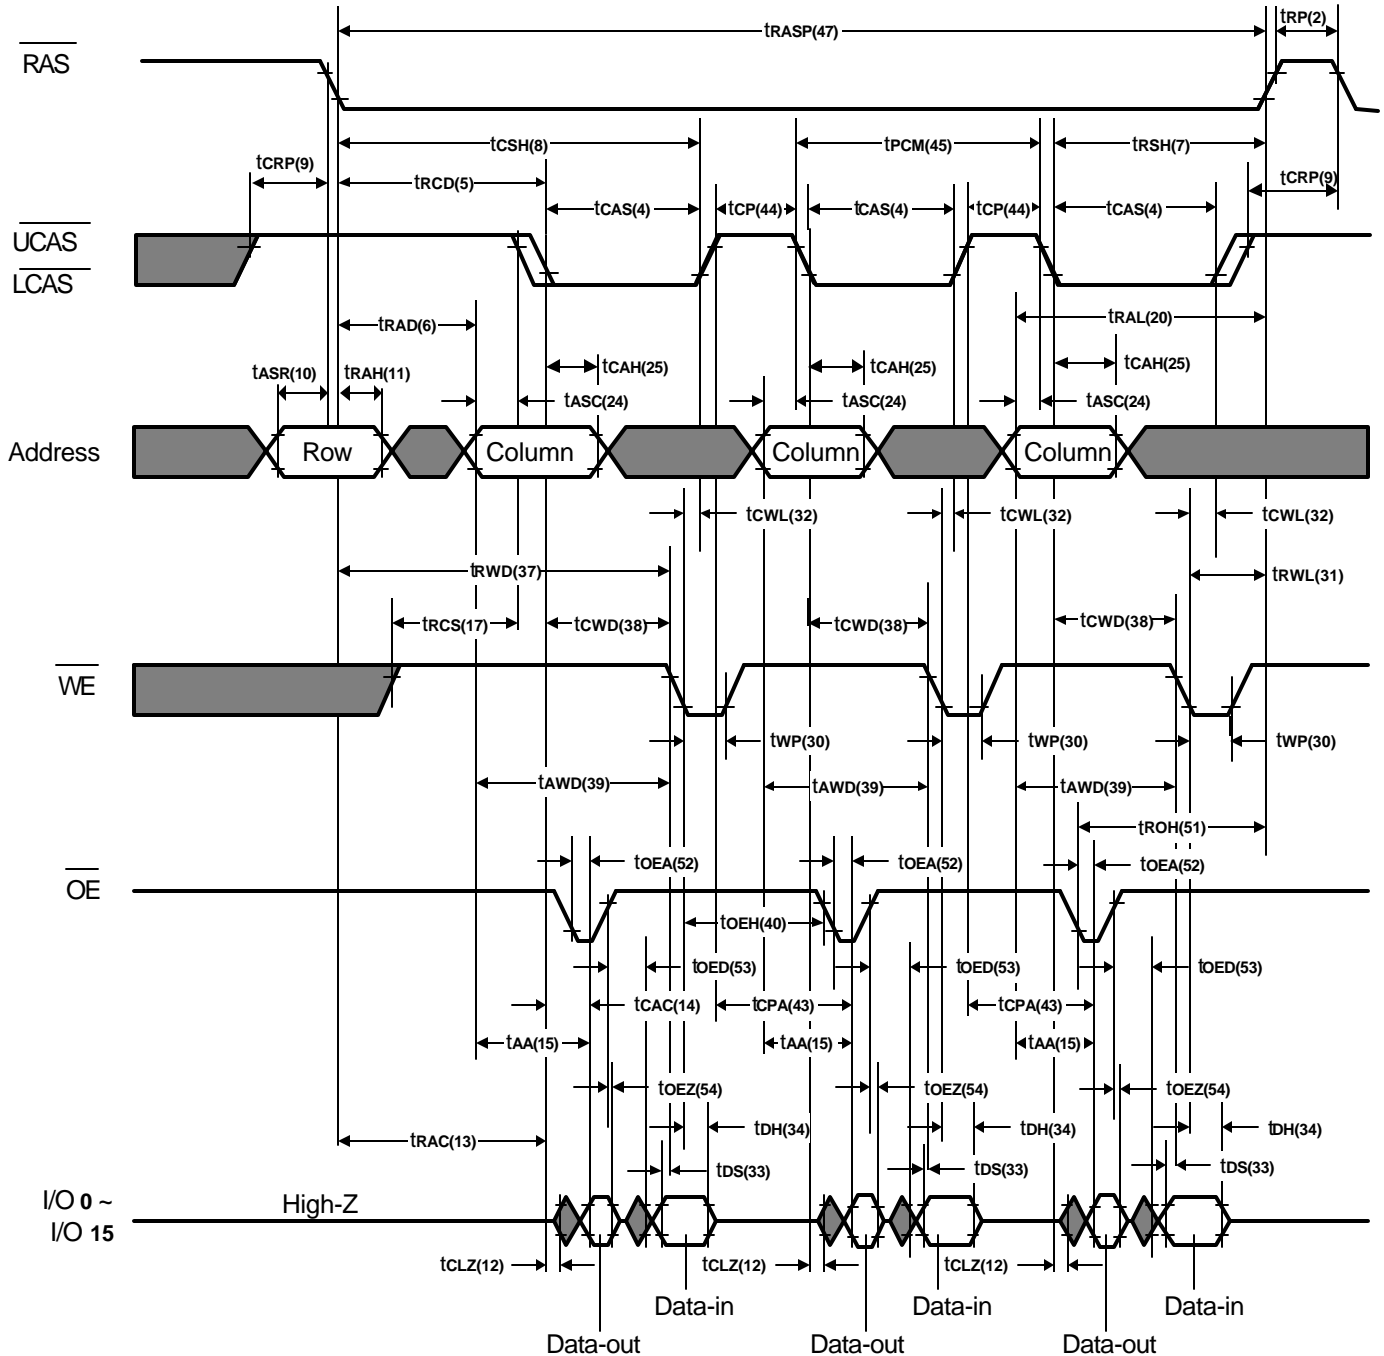 tRASP(47) tRP(2)
RAS
tCSH(8) tPCM(45) tRSH(7)
tCRP(9) tRCD(5) tCRP(9)
tCAS(4) tCP(44) tCAS(4) tCP(44) tCAS(4)
UCAS
LCAS
tRAD(6) tRAL(20)
tASR(10) tRAH(11) tCAH(25) tCAH(25) tCAH(25)
tASC(24) tASC(24) tASC(24)
Address Row Column Column Column
tCWL(32) tCWL(32) tCWL(32)
tRWD(37) tRWL(31)
tRCS(17) tCWD(38) tCWD(38) tCWD(38)
WE
tWP(30) tWP(30) tWP(30)
tAWD(39) tAWD(39) tAWD(39)
tROH(51)
tOEA(52) tOEA(52) tOEA(52)
OE
tOEH(40)
tOED(53) tOED(53) tOED(53)
tCAC(14) tCPA(43) tCPA(43)
tAA(15) tAA(15) tAA(15)
tOEZ(54) tOEZ(54) tOEZ(54)
tRAC(13) tDH(34) tDH(34) tDH(34)
tDS(33) tDS(33) tDS(33)
I/O 0 ~ High-Z
I/O 15
tCLZ(12) tCLZ(12) tCLZ(12)
Data-in Data-in Data-in
Data-out Data-out Data-out